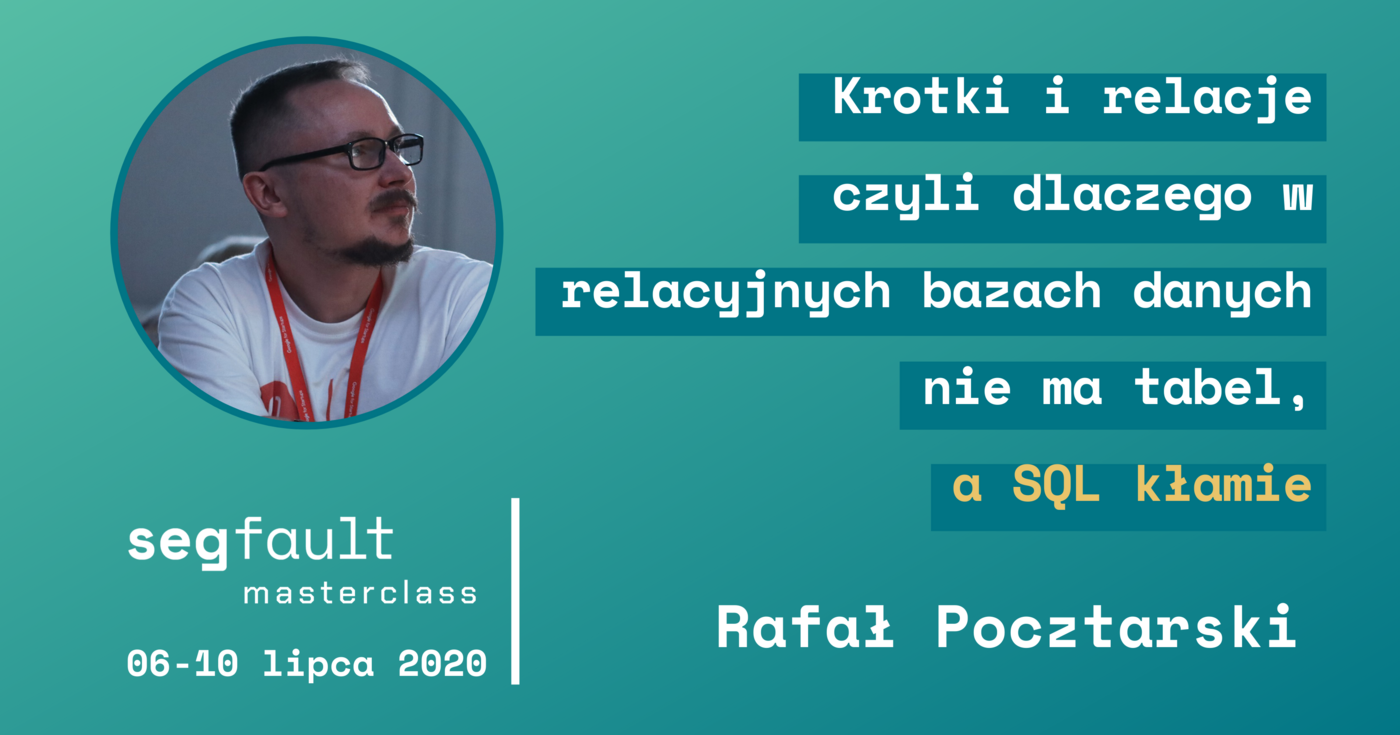 Krotki i relacje
czyli dlaczego w
relacyjnych bazach danych
nie ma tabel,
a SQL kłamie
segfault
masterclass
06-10 lipca 2020
Rafał Pocztarski